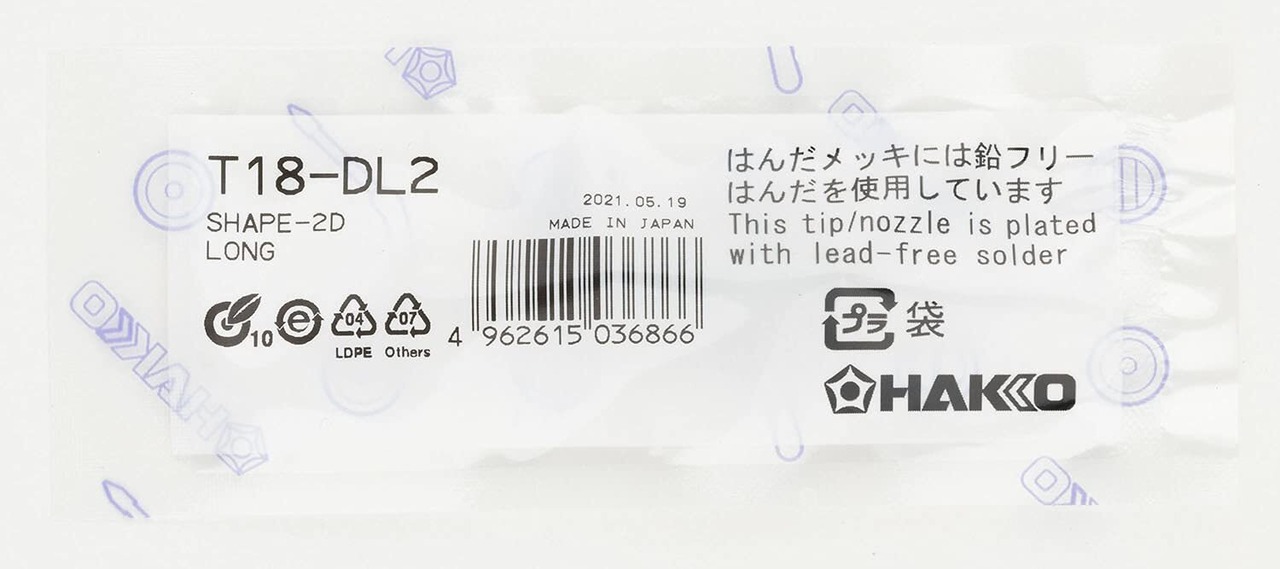 T18-DL2
SHAPE-2D
LONG
10
e
04
07
LDPE Others
2021.05.19
MADE IN JAPAN
4 962615 036866
はんだメッキには鉛フリー
はんだを使用しています
This tip/nozzle is plated
with lead-free solder
プラ 袋
HAKKO
HAKKO